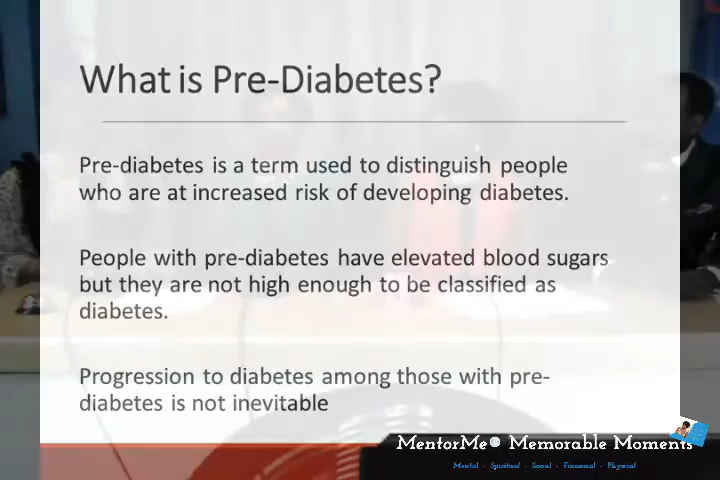 What is Pre-Diabetes?
Pre-diabetes is a term used to distinguish people
who are at increased risk of developing diabetes.
People with pre-diabetes have elevated blood sugars
but they are not high enough to be classified as
diabetes.
Progression to diabetes among those with pre-
diabetes is not inevitable
MentorMe® Memorable Moments
Mental - Spiritual - Social - Financial - Physical